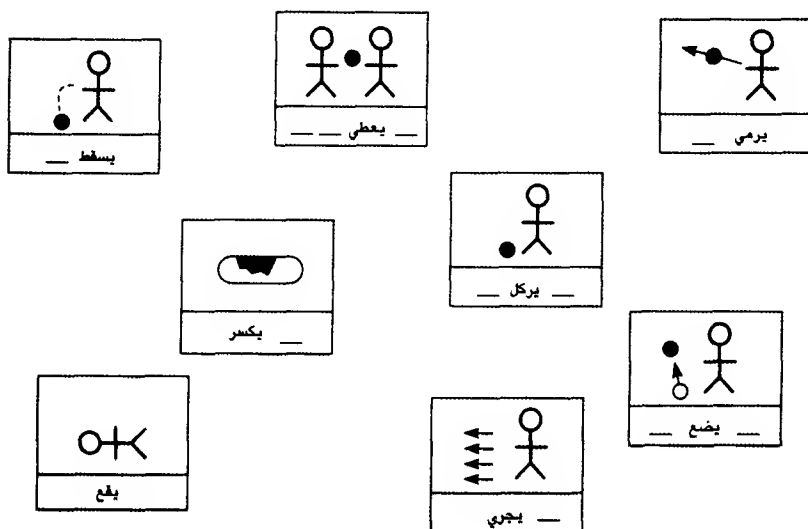 __ يعطي __ __
يرمي __
يسقط __
__ يركل __
__ يكسر
__ يضع __
يقع
__ يجري